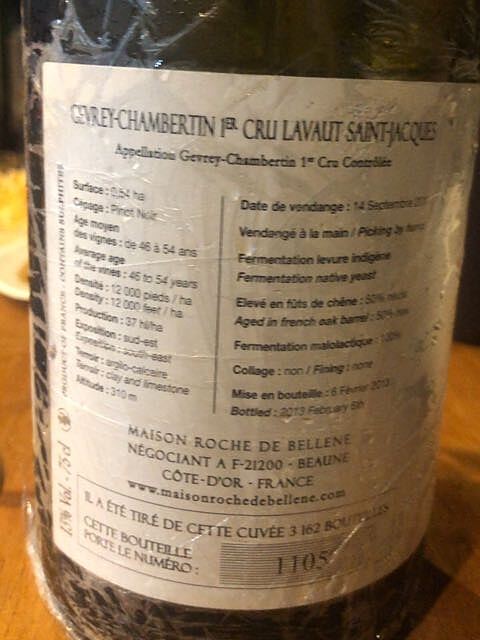 GEVREY-CHAMBERTIN 1ER CRU LAVAUT SAINT-JACQUES
Appellation Gevrey-Chambertin 1er Cru Contrôlée
Surface : 0,54 ha
Cépage : Pinot Noir
Age moyen
des vignes : de 46 à 54 ans
Average age
of the vines : 46 to 54 years
Densité : 12 000 pieds / ha
Density : 12 000 feet / ha
Production : 37 hl/ha
Exposition : sud-est
Exposition : south-east
Terroir : argilo-calcaire
Terroir : clay and limestone
Altitude : 310 m
Date de vendange : 14 Septembre
Vendangé à la main / Picking by
Fermentation levure indigène
Fermentation native yeast
Elevé en fûts de chêne : 50%
Aged in french oak barrel : 50%
Fermentation malolactique : 100%
Collage : non / Fining : none
Mise en bouteille : 6 Février 2013
Bottled : 2013 February 6th
PRODUCT OF FRANCE - CONTAINS SULPHITES
13% Vol - 75 cl
MAISON ROCHE DE BELLENE
NÉGOCIANT A F-21200 - BEAUNE
CÔTE-D'OR - FRANCE
www.maisonrochedebellene.com
IL A ÉTÉ TIRÉ DE CETTE CUVÉE 3 162 BOUTEILLES
CETTE BOUTEILLE
PORTE LE NUMÉRO :